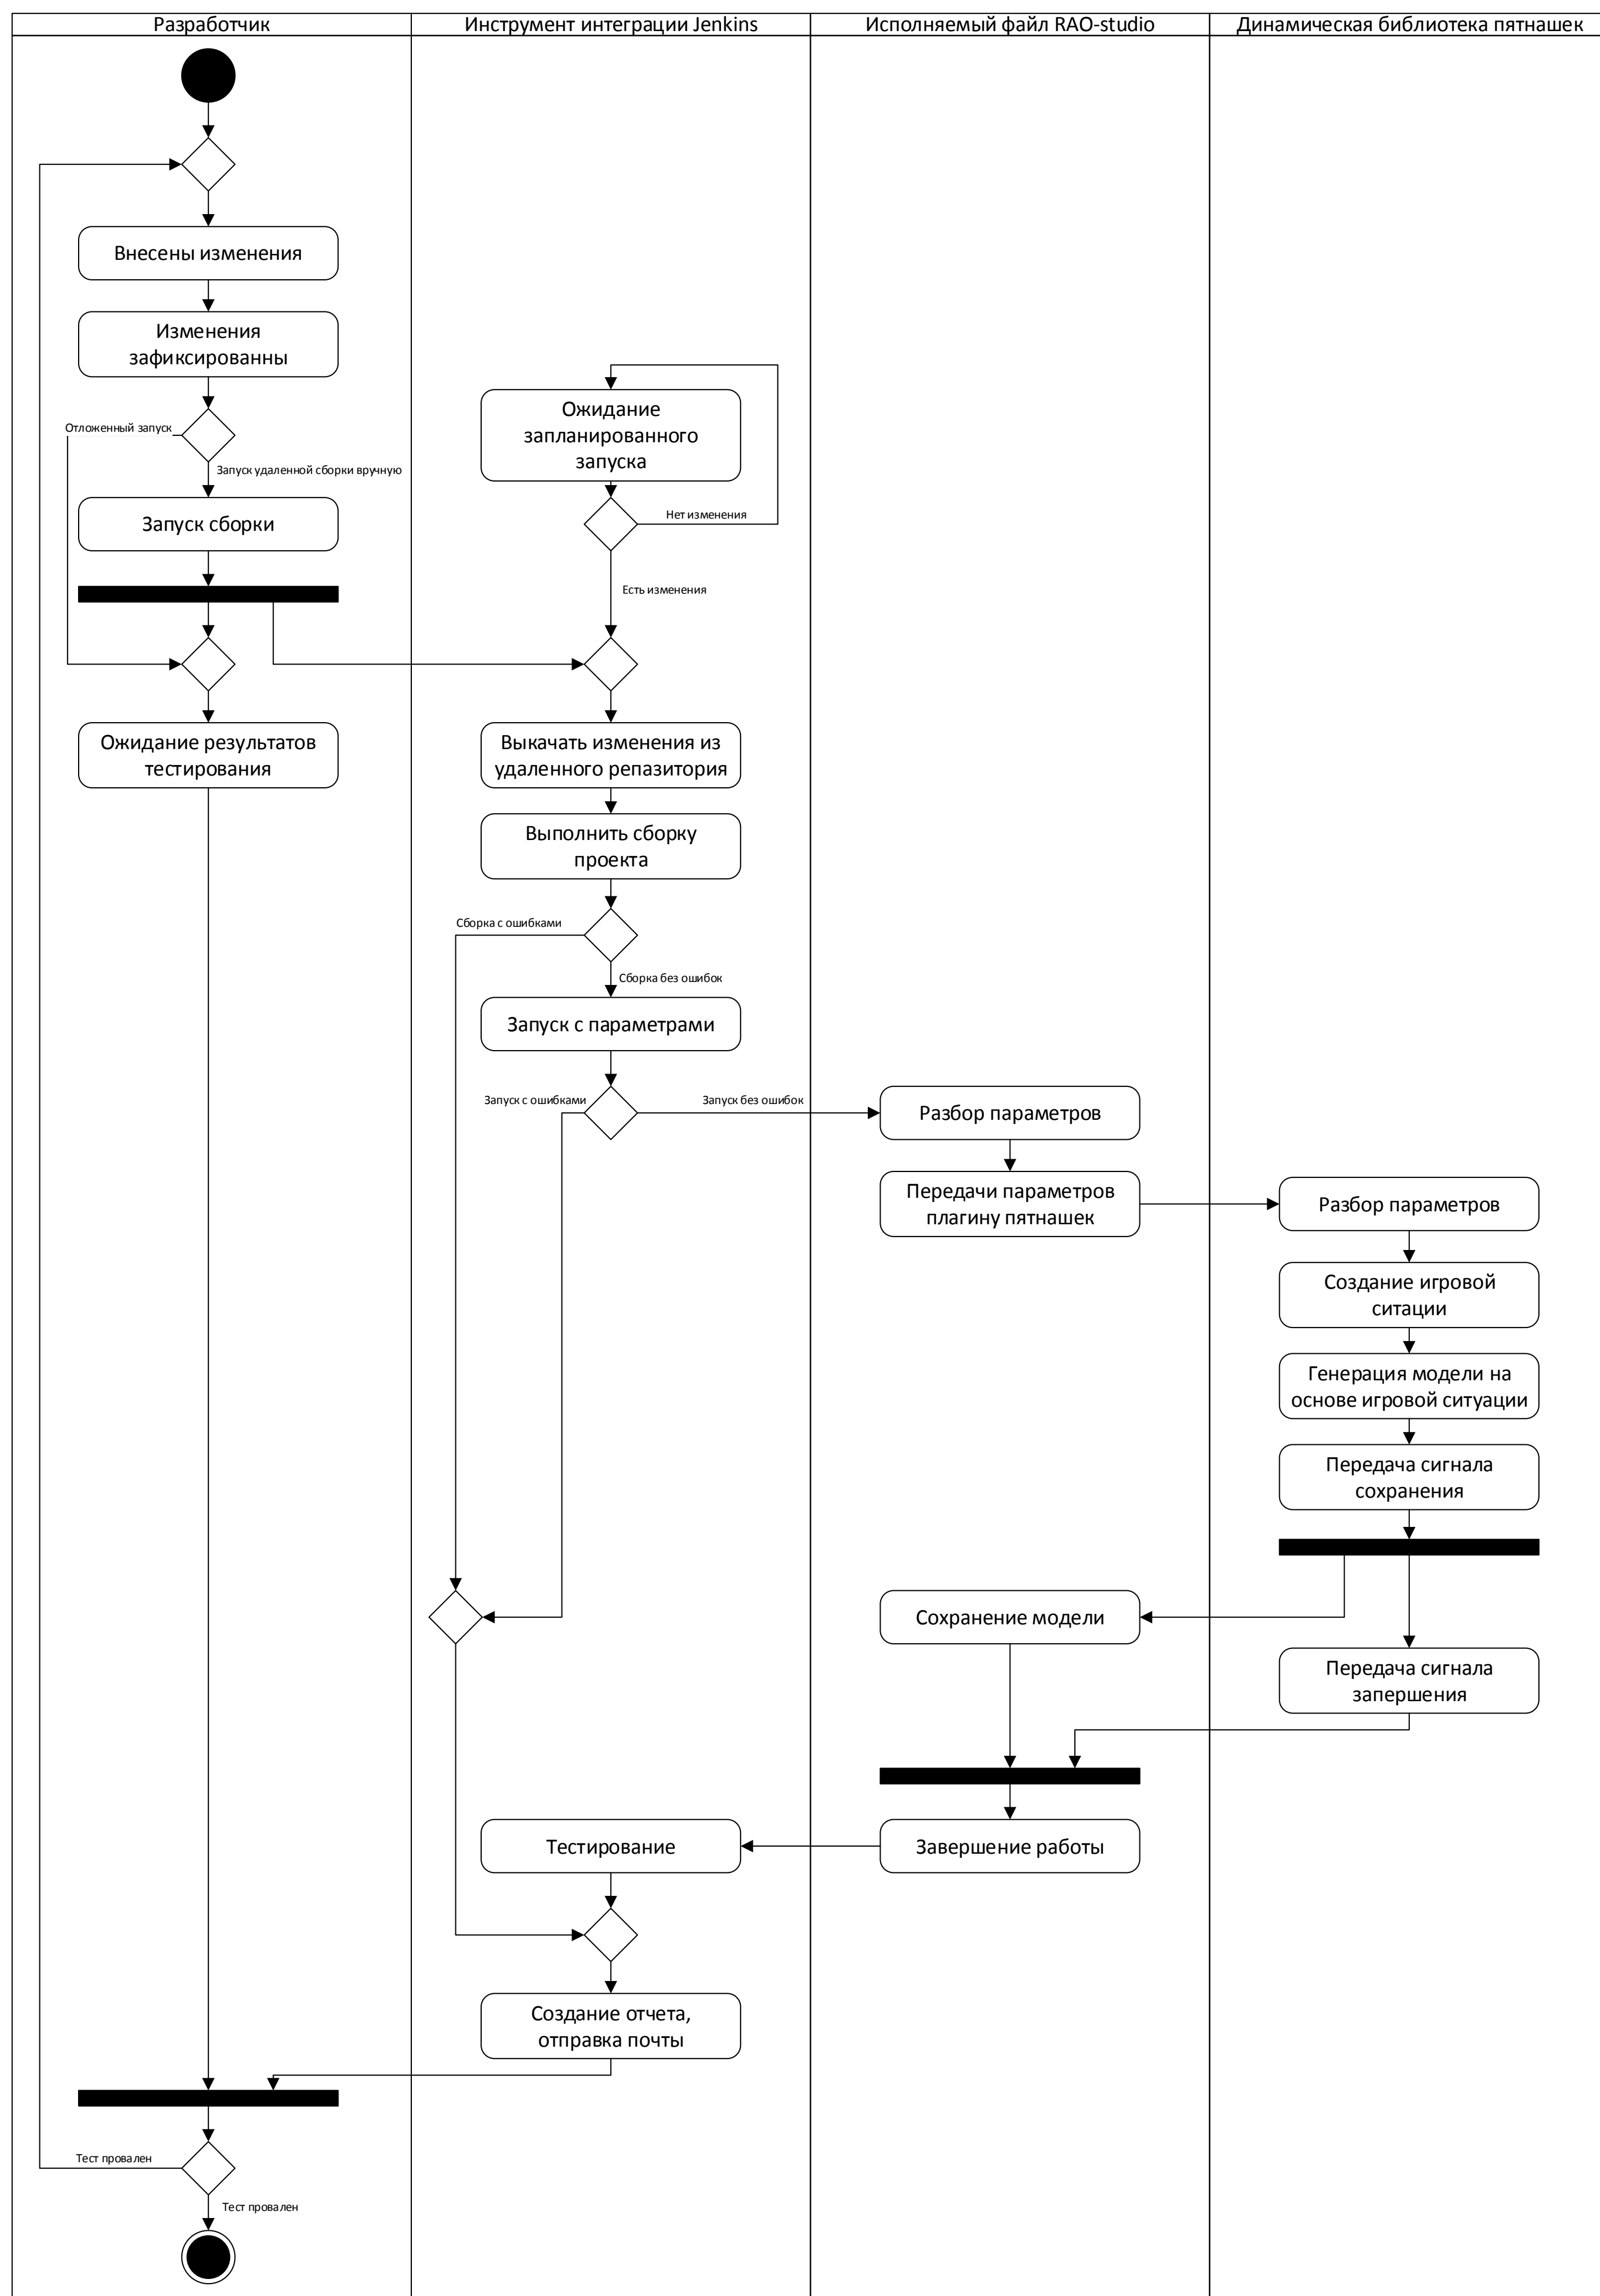 Разработчик
Инструмент интеграции Jenkins
Исполняемый файл RAO-studio
Динамическая библиотека пятнашек
Внесены изменения
Изменения
зафиксированны
Отложенный запуск
Запуск удаленной сборки вручную
Запуск сборки
Ожидание результатов
тестирования
Ожидание
запланированного
запуска
Нет изменения
Есть изменения
Выкачать изменения из
удаленного репазитория
Выполнить сборку
проекта
Сборка с ошибками
Сборка без ошибок
Запуск с параметрами
Запуск с ошибками
Запуск без ошибок
Разбор параметров
Передачи параметров
плагину пятнашек
Разбор параметров
Создание игровой
ситации
Генерация модели на
основе игровой ситуации
Передача сигнала
сохранения
Сохранение модели
Передача сигнала
запершения
Завершение работы
Тестирование
Создание отчета,
отправка почты
Тест провален
Тест провален